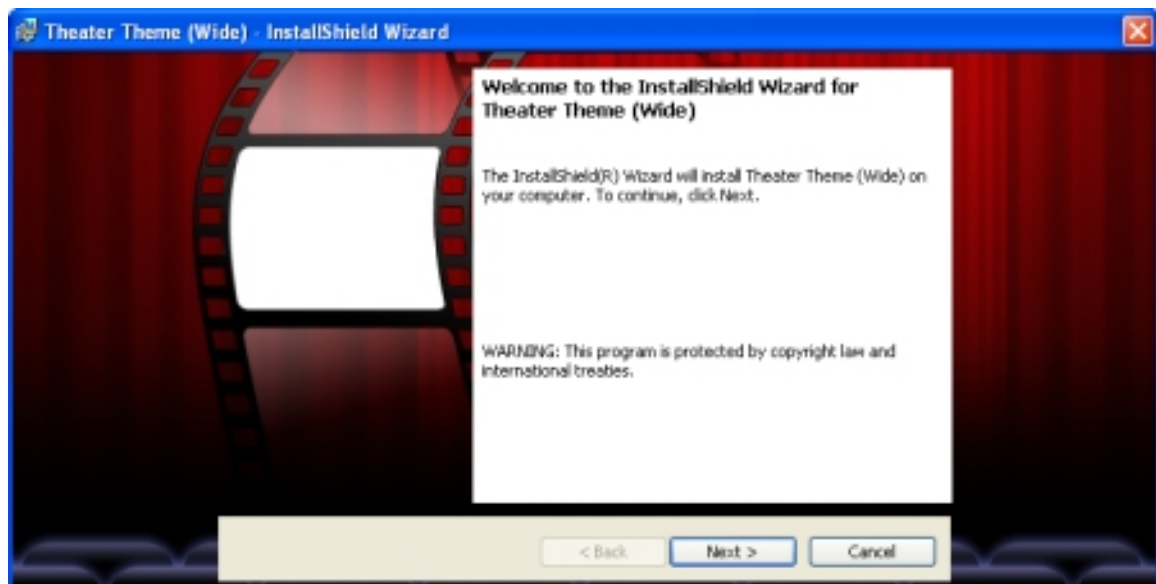 Theater Theme (Wide) - InstallShield Wizard
Welcome to the InstallShield Wizard for
Theater Theme (Wide)
The InstallShield(R) Wizard will install Theater Theme (Wide) on
your computer. To continue, click Next.
WARNING: This program is protected by copyright law and
international treaties.
< Back
Next >
Cancel